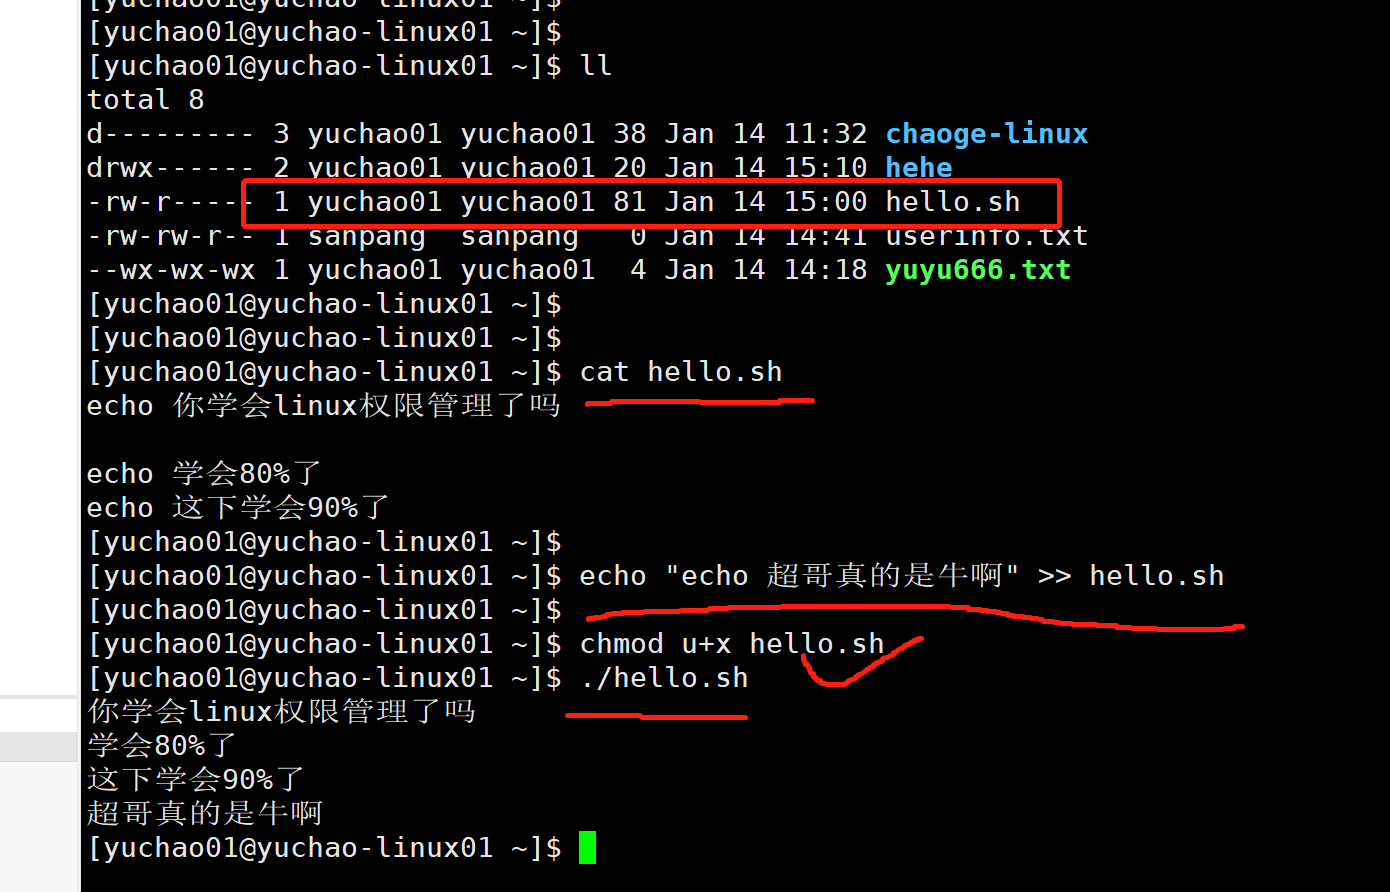 [yuchao01@yuchao-linux01 ~]$
[yuchao01@yuchao-linux01 ~]$
[yuchao01@yuchao-linux01 ~]$ ll
total 8
d--------- 3 yuchao01 yuchao01 38 Jan 14 11:32 chaoge-linux
drwx------ 2 yuchao01 yuchao01 20 Jan 14 15:10 hehe
-rw-r----- 1 yuchao01 yuchao01 81 Jan 14 15:00 hello.sh
-rw-rw-r-- 1 sanpang  sanpang   0 Jan 14 14:41 userinfo.txt
--wx-wx-wx 1 yuchao01 yuchao01  4 Jan 14 14:18 yuyu666.txt
[yuchao01@yuchao-linux01 ~]$
[yuchao01@yuchao-linux01 ~]$
[yuchao01@yuchao-linux01 ~]$ cat hello.sh
echo 你学会linux权限管理了吗
echo 学会80%了
echo 这下学会90%了
[yuchao01@yuchao-linux01 ~]$
[yuchao01@yuchao-linux01 ~]$ echo "echo 超哥真的是牛啊" >> hello.sh
[yuchao01@yuchao-linux01 ~]$
[yuchao01@yuchao-linux01 ~]$ chmod u+x hello.sh
[yuchao01@yuchao-linux01 ~]$ ./hello.sh
你学会linux权限管理了吗
学会80%了
这下学会90%了
超哥真的是牛啊
[yuchao01@yuchao-linux01 ~]$